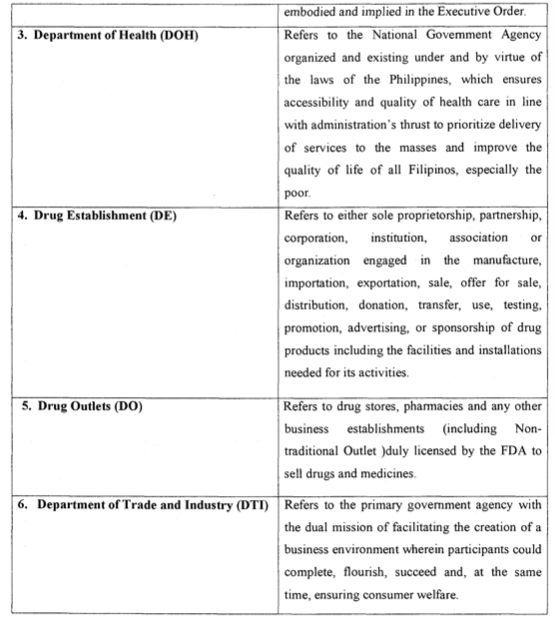 embodied and implied in the Executive Order.
3. Department of Health (DOH)
Refers to the National Government Agency
organized and existing under and by virtue of
the laws of the Philippines, which ensures
accessibility and quality of health care in line
with administration's thrust to prioritize delivery
of services to the masses and improve the
quality of life of all Filipinos, especially the
poor.
4. Drug Establishment (DE)
Refers to either sole proprietorship, partnership,
corporation, institution, association or
organization engaged in the manufacture,
importation, exportation, sale, offer for sale,
distribution, donation, transfer, use, testing,
promotion, advertising, or sponsorship of drug
products including the facilities and installations
needed for its activities.
5. Drug Outlets (DO)
Refers to drug stores, pharmacies and any other
business establishments (including Non-
traditional Outlet )duly licensed by the FDA to
sell drugs and medicines.
6. Department of Trade and Industry (DTI)
Refers to the primary government agency with
the dual mission of facilitating the creation of a
business environment wherein participants could
complete, flourish, succeed and, at the same
time, ensuring consumer welfare.